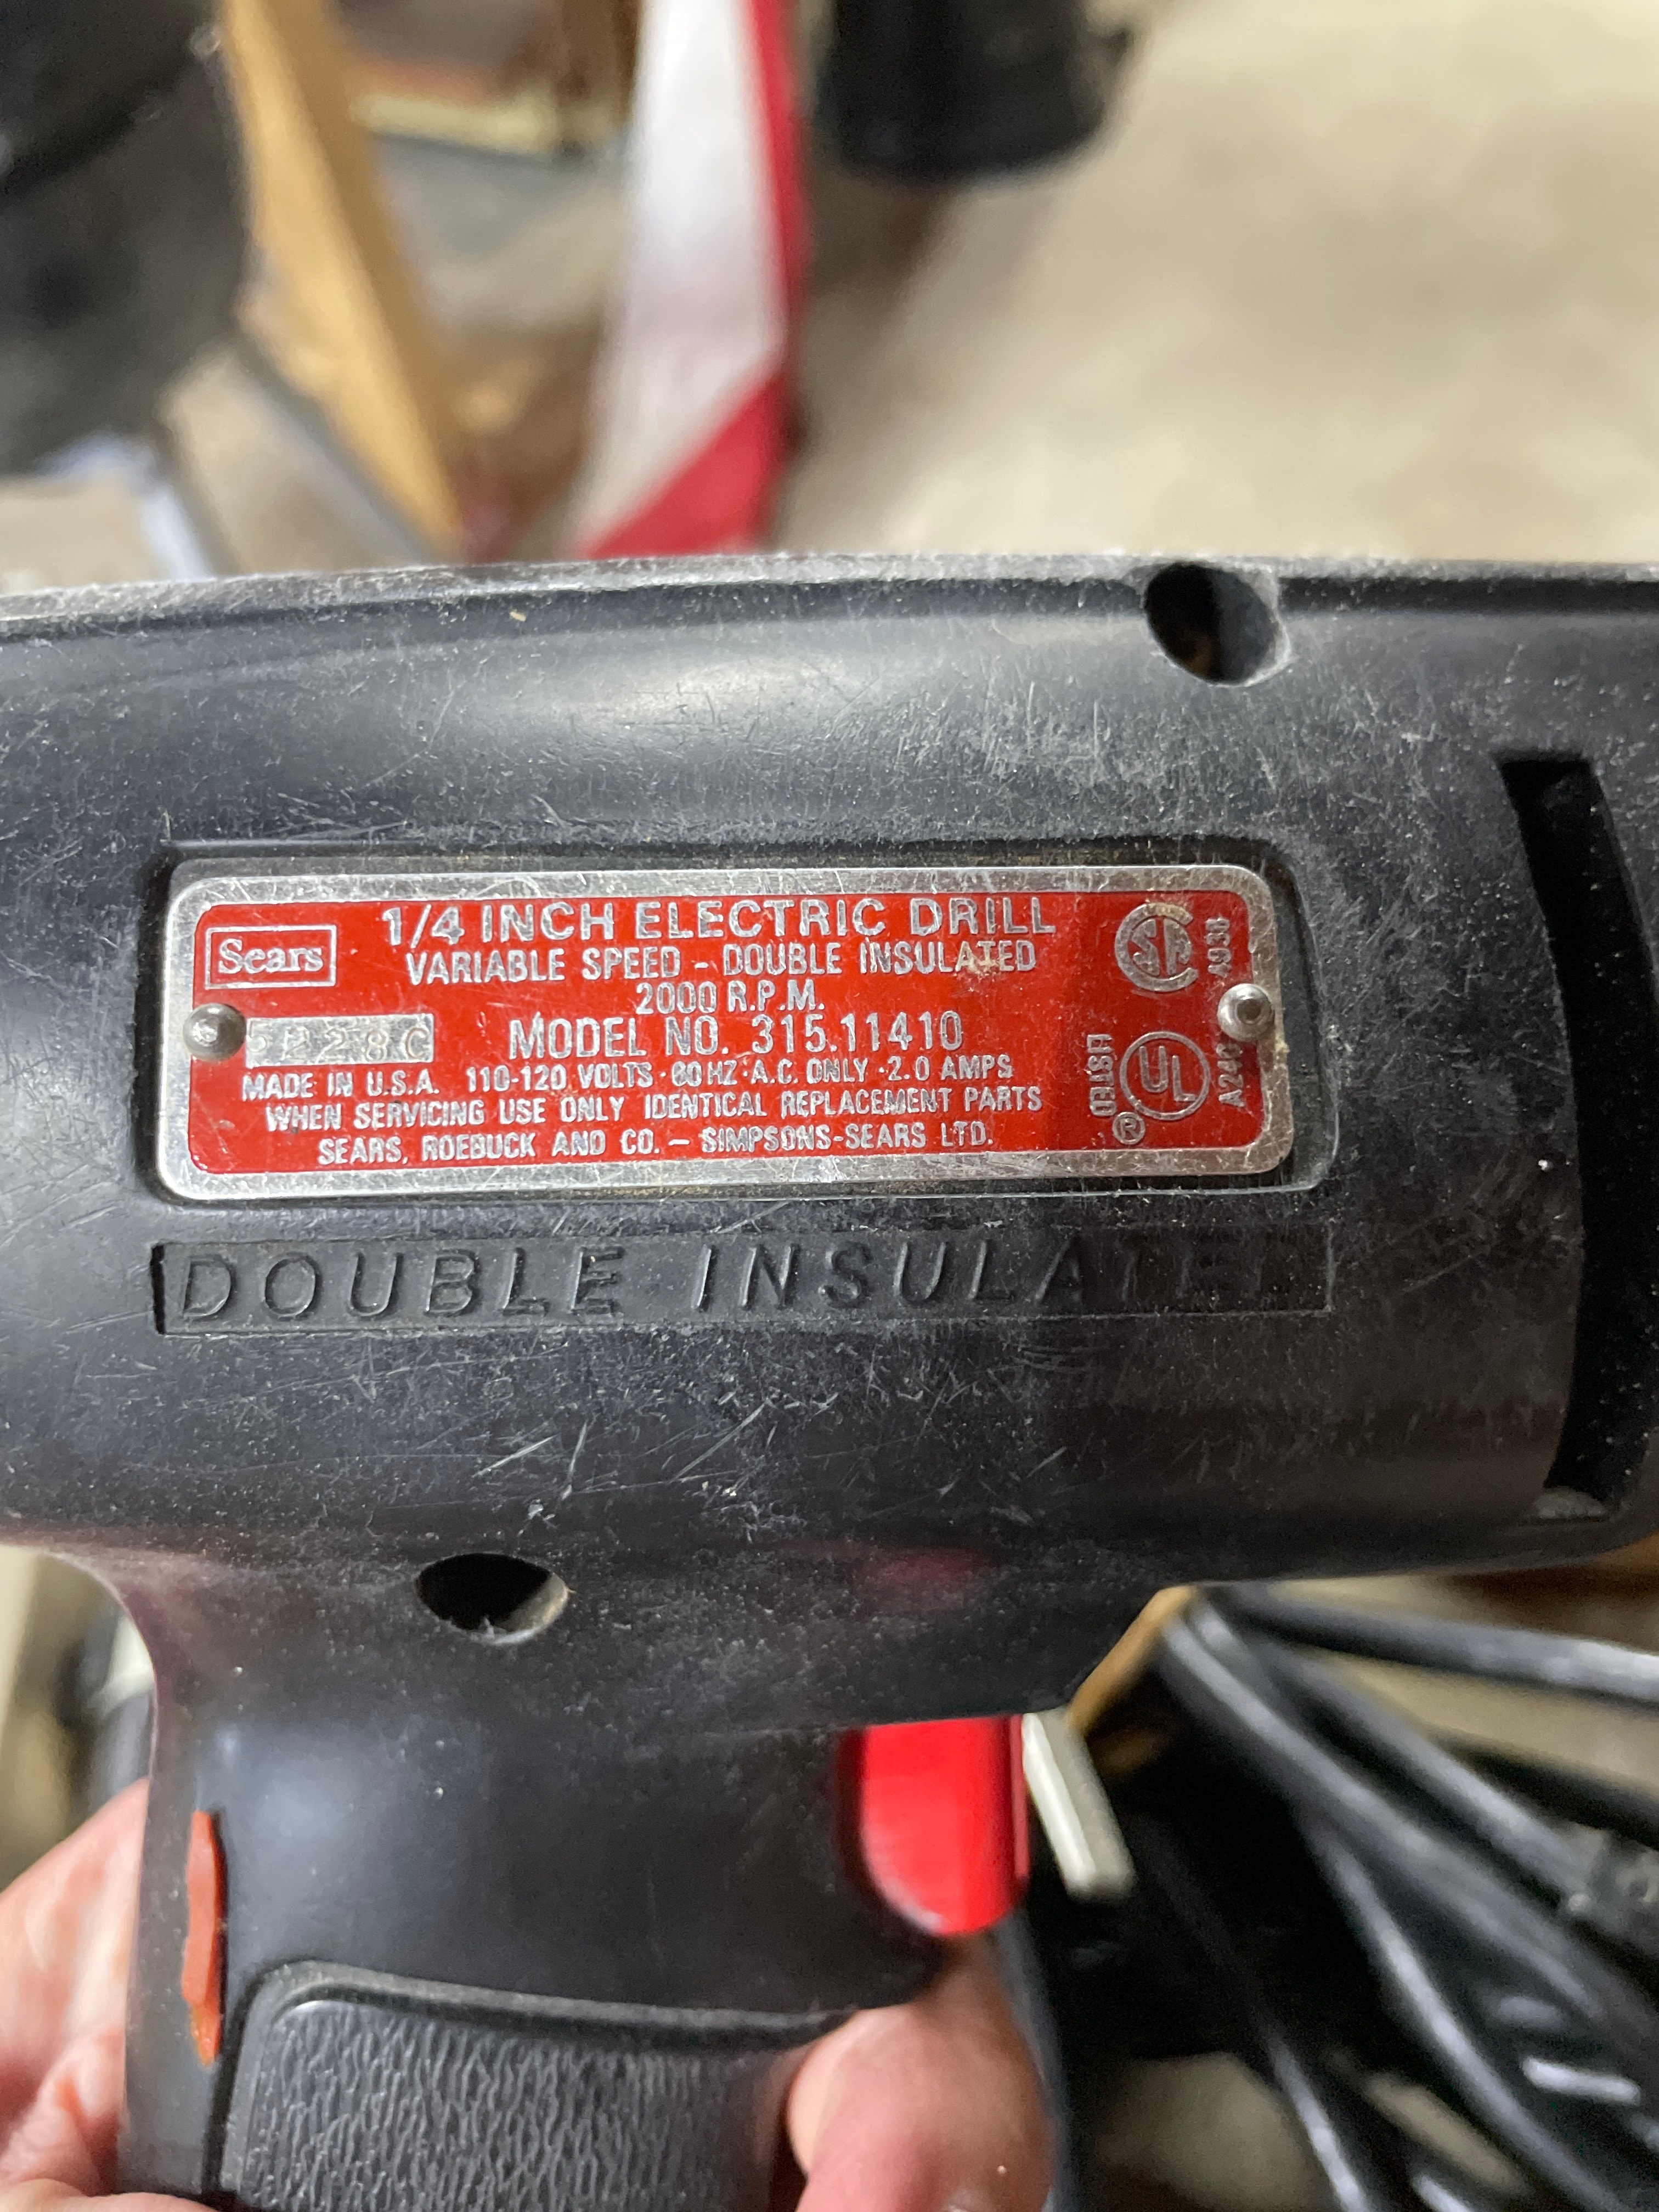 Sears
1/4 INCH ELECTRIC DRILL
VARIABLE SPEED - DOUBLE INSULATED
2000 R.P.M.
MODEL NO. 315.11410
MADE IN U.S.A. 110-120 VOLTS · 60 HZ · A.C. ONLY · 2.0 AMPS
WHEN SERVICING USE ONLY IDENTICAL REPLACEMENT PARTS
SEARS, ROEBUCK AND CO. – SIMPSONS-SEARS LTD.
SA
LISTED
UL
®
DOUBLE INSULATED